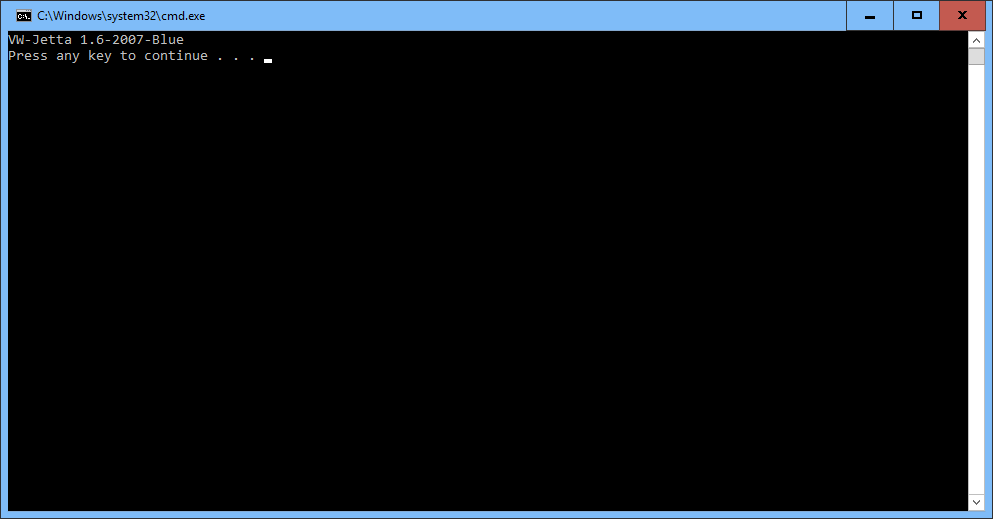 C:\Windows\system32\cmd.exe
VW-Jetta 1.6-2007-Blue
Press any key to continue . . .